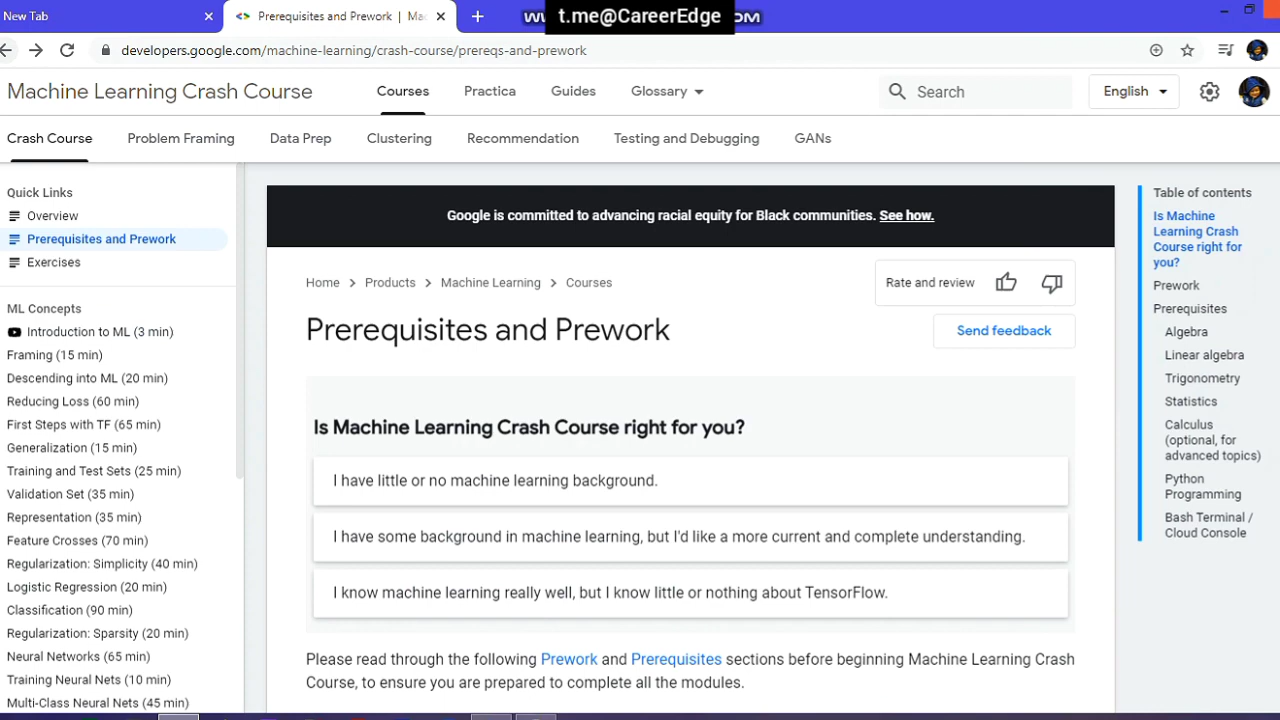 New Tab
Prerequisites and Prework | Ma
t.me@CareerEdge
developers.google.com/machine-learning/crash-course/prereqs-and-prework
Machine Learning Crash Course
Courses
Practica
Guides
Glossary
Search
English
Crash Course
Problem Framing
Data Prep
Clustering
Recommendation
Testing and Debugging
GANs
Quick Links
Overview
Prerequisites and Prework
Exercises
ML Concepts
Introduction to ML (3 min)
Framing (15 min)
Descending into ML (20 min)
Reducing Loss (60 min)
First Steps with TF (65 min)
Generalization (15 min)
Training and Test Sets (25 min)
Validation Set (35 min)
Representation (35 min)
Feature Crosses (70 min)
Regularization: Simplicity (40 min)
Logistic Regression (20 min)
Classification (90 min)
Regularization: Sparsity (20 min)
Neural Networks (65 min)
Training Neural Nets (10 min)
Multi-Class Neural Nets (45 min)
Google is committed to advancing racial equity for Black communities. See how.
Home > Products > Machine Learning > Courses
Rate and review
Prerequisites and Prework
Send feedback
Is Machine Learning Crash Course right for you?
I have little or no machine learning background.
I have some background in machine learning, but I'd like a more current and complete understanding.
I know machine learning really well, but I know little or nothing about TensorFlow.
Please read through the following Prework and Prerequisites sections before beginning Machine Learning Crash
Course, to ensure you are prepared to complete all the modules.
Table of contents
Is Machine
Learning Crash
Course right for
you?
Prework
Prerequisites
Algebra
Linear algebra
Trigonometry
Statistics
Calculus
(optional, for
advanced topics)
Python
Programming
Bash Terminal /
Cloud Console